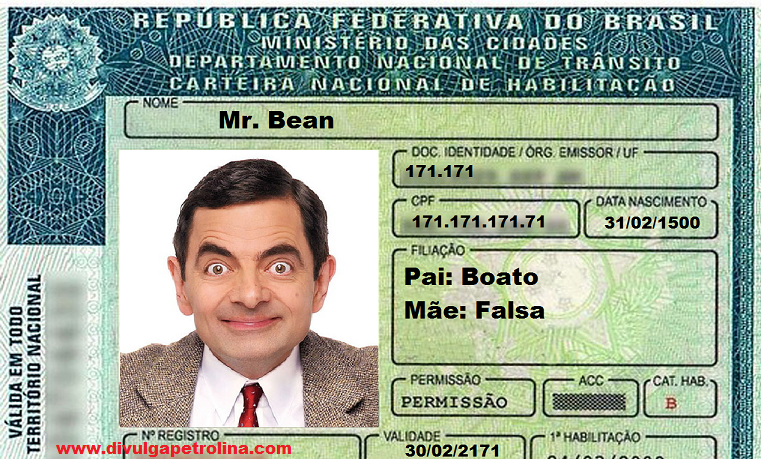 REPÚBLICA FEDERATIVA DO BRASIL
MINISTÉRIO DAS CIDADES
DEPARTAMENTO NACIONAL DE TRÂNSITO
CARTEIRA NACIONAL DE HABILITAÇÃO
NOME
Mr. Bean
DOC. IDENTIDADE / ÓRG. EMISSOR / UF
171.171
CPF
171.171.171.71
DATA NASCIMENTO
31/02/1500
FILIAÇÃO
Pai: Boato
Mãe: Falsa
PERMISSÃO
PERMISSÃO
ACC
CAT. HAB.
B
VÁLIDA EM TODO
TERRITÓRIO NACIONAL
Nº REGISTRO
VALIDADE
30/02/2171
1ª HABILITAÇÃO
www.divulgapetrolina.com